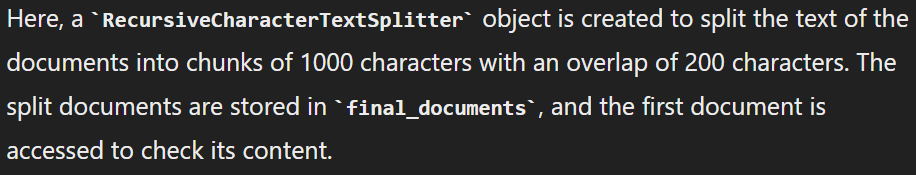 Here, a `RecursiveCharacterTextSplitter` object is created to split the text of the
documents into chunks of 1000 characters with an overlap of 200 characters. The
split documents are stored in `final_documents`, and the first document is
accessed to check its content.